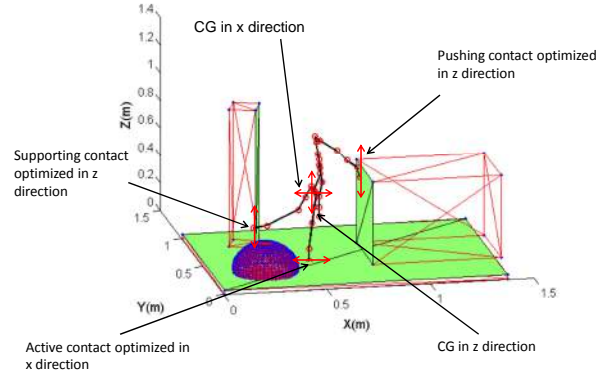 CG in x direction
Pushing contact optimized
in z direction
Supporting contact
optimized in z
direction
Z(m)
1.4
1.2
1
0.8
0.6
0.4
0.2
0
1.5
1
0.5
0
Y(m)
0
0.5
1
1.5
X(m)
Active contact optimized in
x direction
CG in z direction